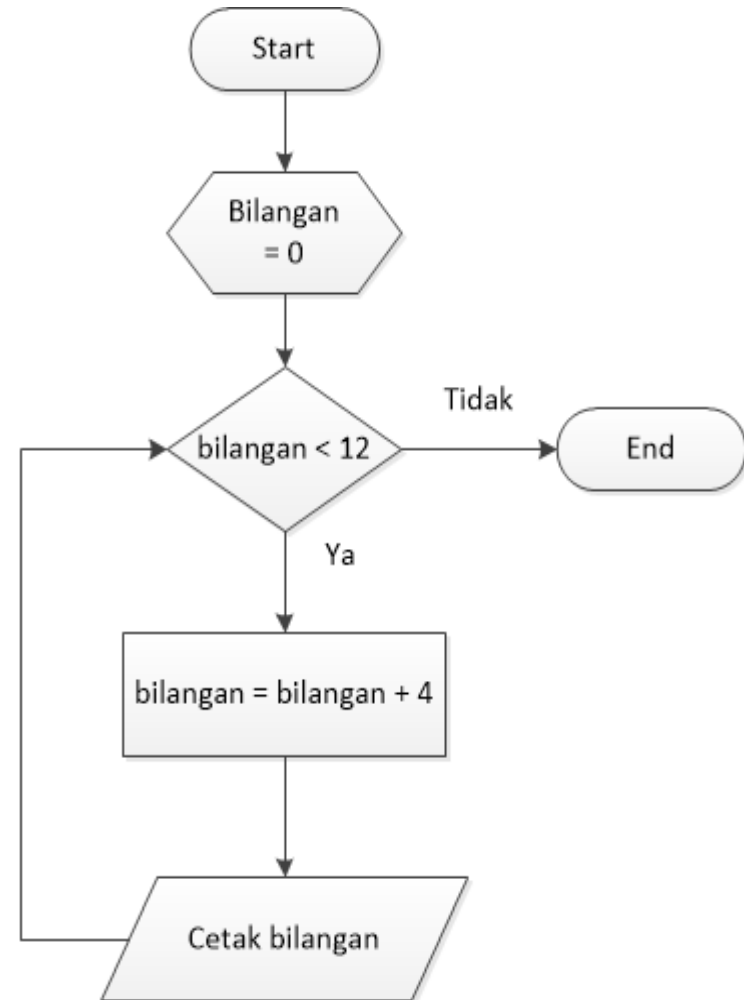 Start
Bilangan
= 0
bilangan < 12
Tidak
End
Ya
bilangan = bilangan + 4
Cetak bilangan